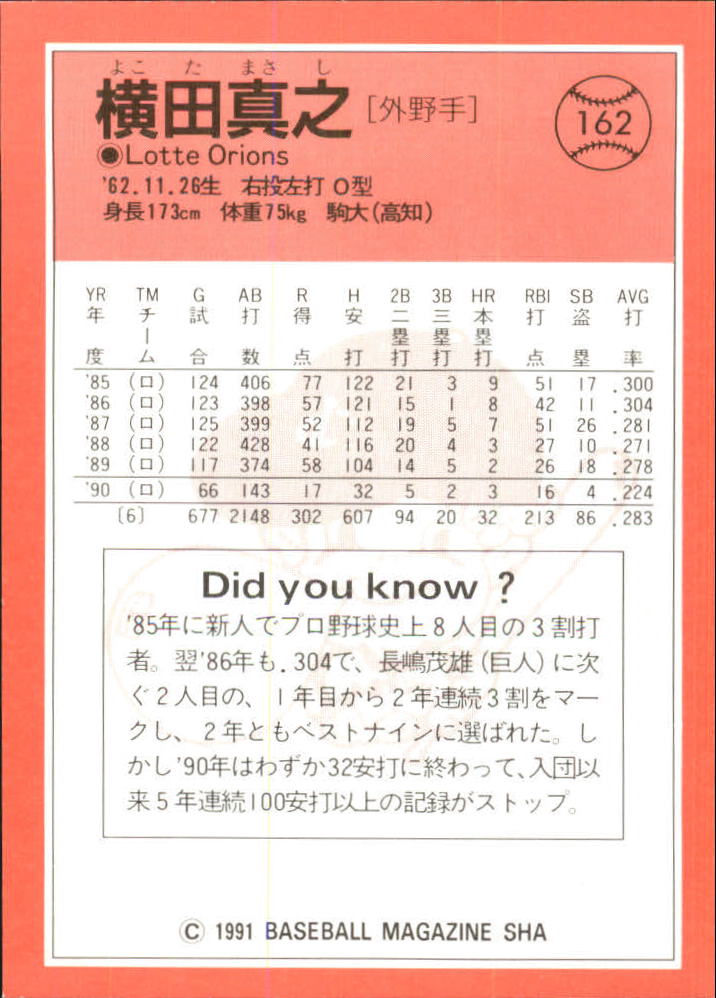 よこ た まさ し
横田真之 [外野手]
162
◉Lotte Orions
'62.11.26生 右投左打 O型
身長173cm 体重75kg 駒大(高知)
YR TM G AB R H 2B 3B HR RBI SB AVG
年度 チーム 試合 打数 得点 安打 二塁打 三塁打 本塁打 打点 盗塁 打率
'85 (ロ) 124 406 77 122 21 3 9 51 17 .300
'86 (ロ) 123 398 57 121 15 1 8 42 11 .304
'87 (ロ) 125 399 52 112 19 5 7 51 26 .281
'88 (ロ) 122 428 41 116 20 4 3 27 10 .271
'89 (ロ) 117 374 58 104 14 5 2 26 18 .278
'90 (ロ) 66 143 17 32 5 2 3 16 4 .224
〔6〕 677 2148 302 607 94 20 32 213 86 .283
Did you know ?
'85年に新人でプロ野球史上8人目の3割打
者。翌'86年も.304で、長嶋茂雄(巨人)に次
ぐ2人目の、1年目から2年連続3割をマー
クし、2年ともベストナインに選ばれた。し
かし'90年はわずか32安打に終わって、入団以
来5年連続100安打以上の記録がストップ。
© 1991 BASEBALL MAGAZINE SHA